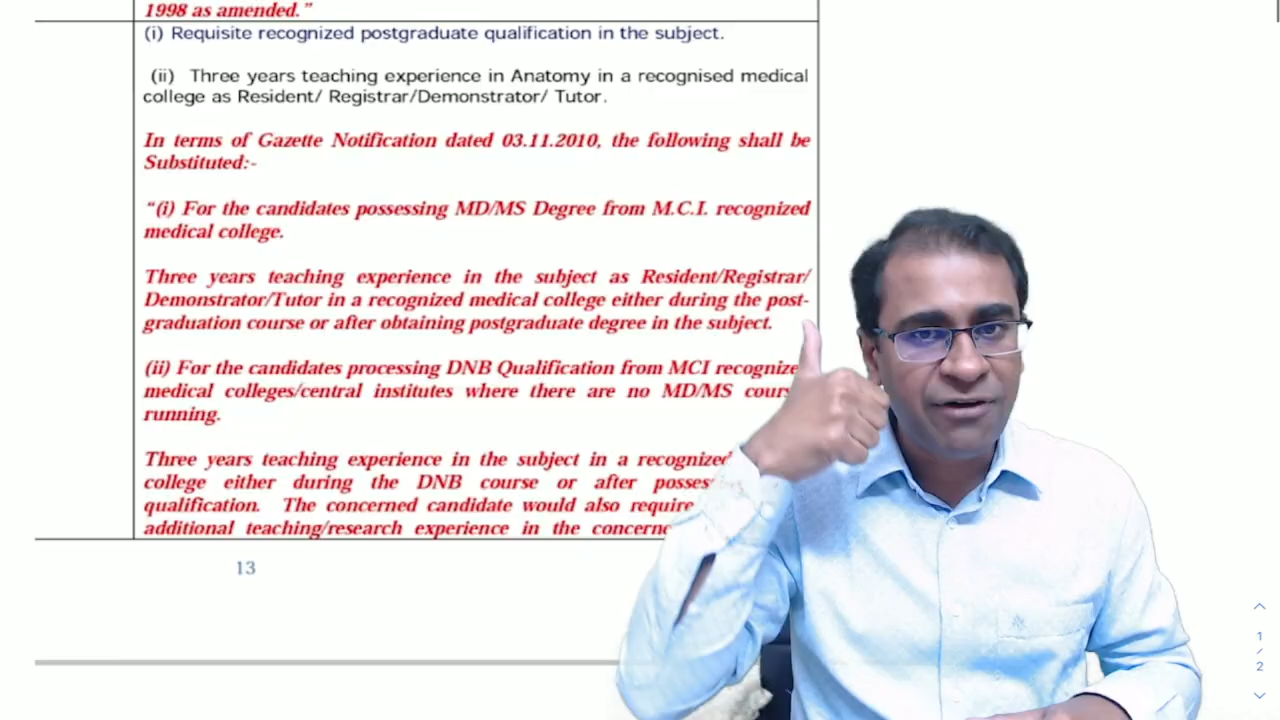 1998 as amended.”
(i) Requisite recognized postgraduate qualification in the subject.
(ii) Three years teaching experience in Anatomy in a recognised medical
college as Resident/ Registrar/Demonstrator/ Tutor.
In terms of Gazette Notification dated 03.11.2010, the following shall be
Substituted:-
“(i) For the candidates possessing MD/MS Degree from M.C.I. recognized
medical college.
Three years teaching experience in the subject as Resident/Registrar/
Demonstrator/Tutor in a recognized medical college either during the post-
graduation course or after obtaining postgraduate degree in the subject.
(ii) For the candidates processing DNB Qualification from MCI recognize
medical colleges/central institutes where there are no MD/MS cours
running.
Three years teaching experience in the subject in a recognized
college either during the DNB course or after posses
qualification. The concerned candidate would also require
additional teaching/research experience in the concerne
13
1
/
2